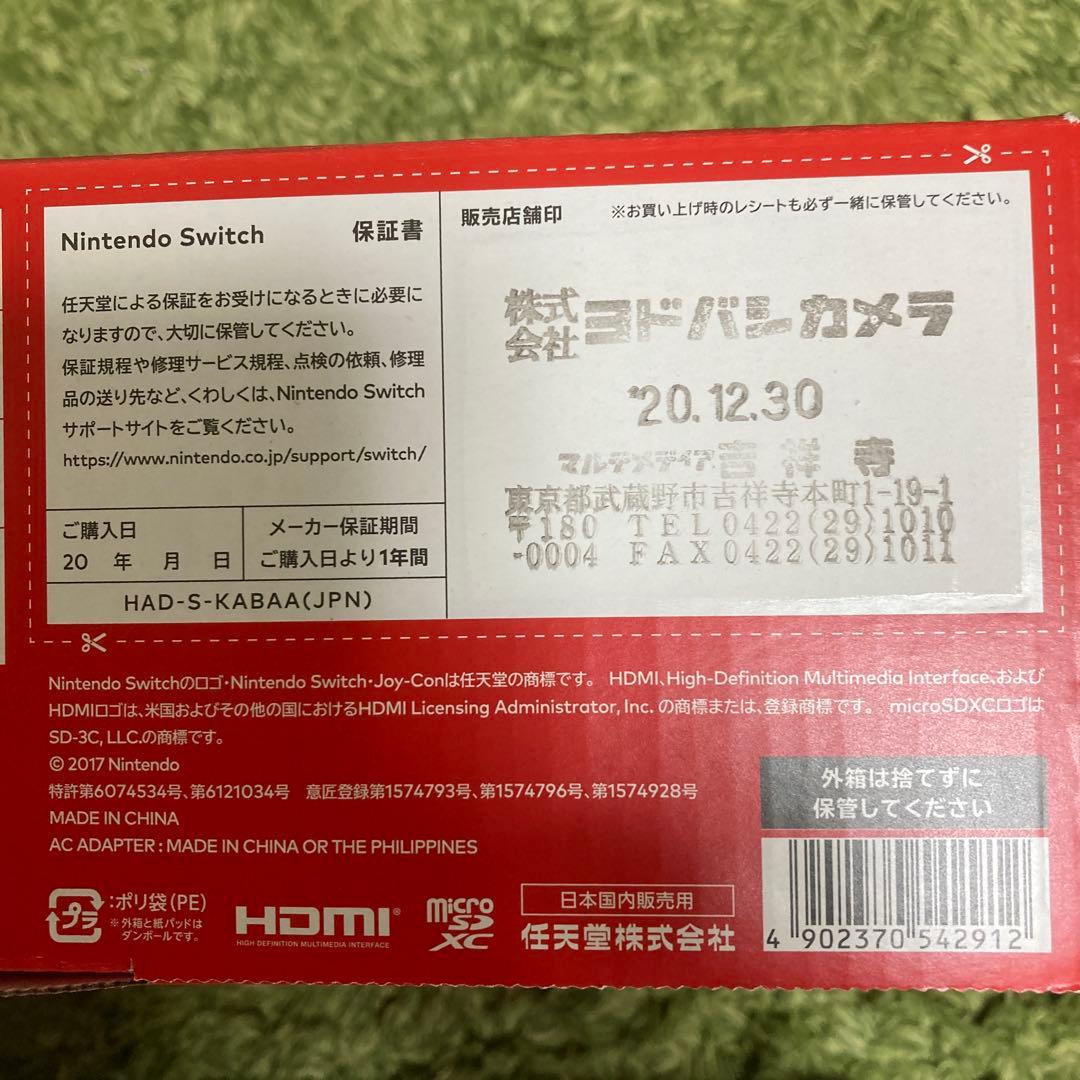 Nintendo Switch 保証書
任天堂による保証をお受けになるときに必要に
なりますので、大切に保管してください。
保証規程や修理サービス規程、点検の依頼、修理
品の送り先など、くわしくは、Nintendo Switch
サポートサイトをご覧ください。
https://www.nintendo.co.jp/support/switch/
ご購入日
20 年 月 日
メーカー保証期間
ご購入日より1年間
HAD-S-KABAA(JPN)
販売店舗印 ※お買い上げ時のレシートも必ず一緒に保管してください。
株式会社ヨドバシカメラ
'20.12.30
マルチメディア吉祥寺
東京都武蔵野市吉祥寺本町1-19-1
〒180 TEL0422(29)1010
-0004 FAX0422(29)1011
Nintendo Switchのロゴ・Nintendo Switch・Joy-Conは任天堂の商標です。 HDMI、High-Definition Multimedia Interface、および
HDMIロゴは、米国およびその他の国におけるHDMI Licensing Administrator, Inc. の商標または、登録商標です。 microSDXCロゴは
SD-3C, LLC.の商標です。
© 2017 Nintendo
特許第6074534号、第6121034号 意匠登録第1574793号、第1574796号、第1574928号
MADE IN CHINA
AC ADAPTER : MADE IN CHINA OR THE PHILIPPINES
外箱は捨てずに
保管してください
プラ
:ポリ袋(PE)
※外箱と紙パッドは
ダンボールです。
HDMI®
HIGH DEFINITION MULTIMEDIA INTERFACE
micro
SD
XC
日本国内販売用
任天堂株式会社
4 902370 542912